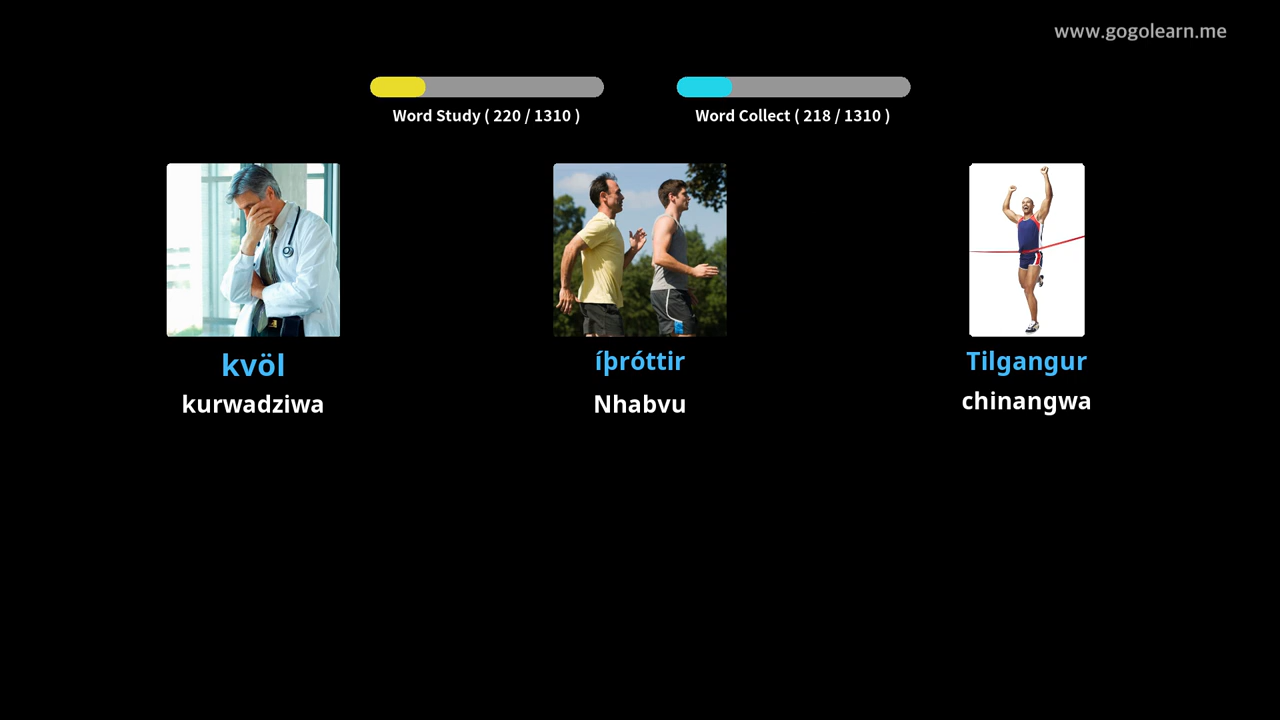 www.gogolearn.me
Word Study ( 220 / 1310 )
Word Collect ( 218 / 1310 )
kvöl
íþróttir
Tilgangur
kurwadziwa
Nhabvu
chinangwa